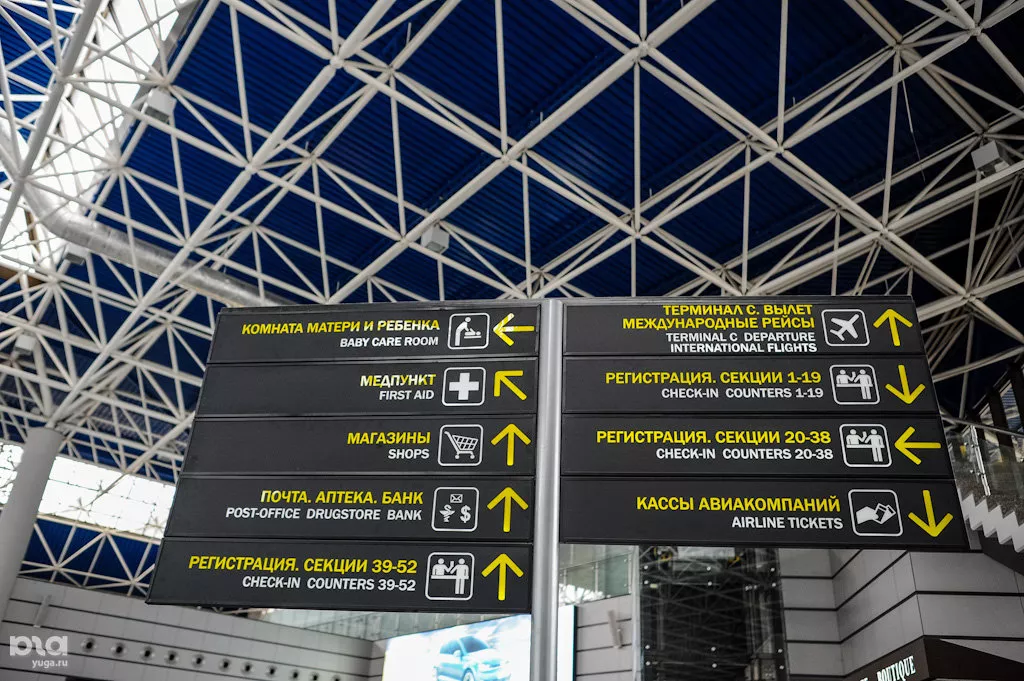 КОМНАТА МАТЕРИ И РЕБЕНКА
BABY CARE ROOM
МЕДПУНКТ
FIRST AID
МАГАЗИНЫ
SHOPS
ПОЧТА. АПТЕКА. БАНК
POST-OFFICE DRUGSTORE BANK
РЕГИСТРАЦИЯ. СЕКЦИИ 39-52
CHECK-IN COUNTERS 39-52
ТЕРМИНАЛ С. ВЫЛЕТ
МЕЖДУНАРОДНЫЕ РЕЙСЫ
TERMINAL C DEPARTURE
INTERNATIONAL FLIGHTS
РЕГИСТРАЦИЯ. СЕКЦИИ 1-19
CHECK-IN COUNTERS 1-19
РЕГИСТРАЦИЯ. СЕКЦИИ 20-38
CHECK-IN COUNTERS 20-38
КАССЫ АВИАКОМПАНИЙ
AIRLINE TICKETS
BOUTIQUE
yuga.ru